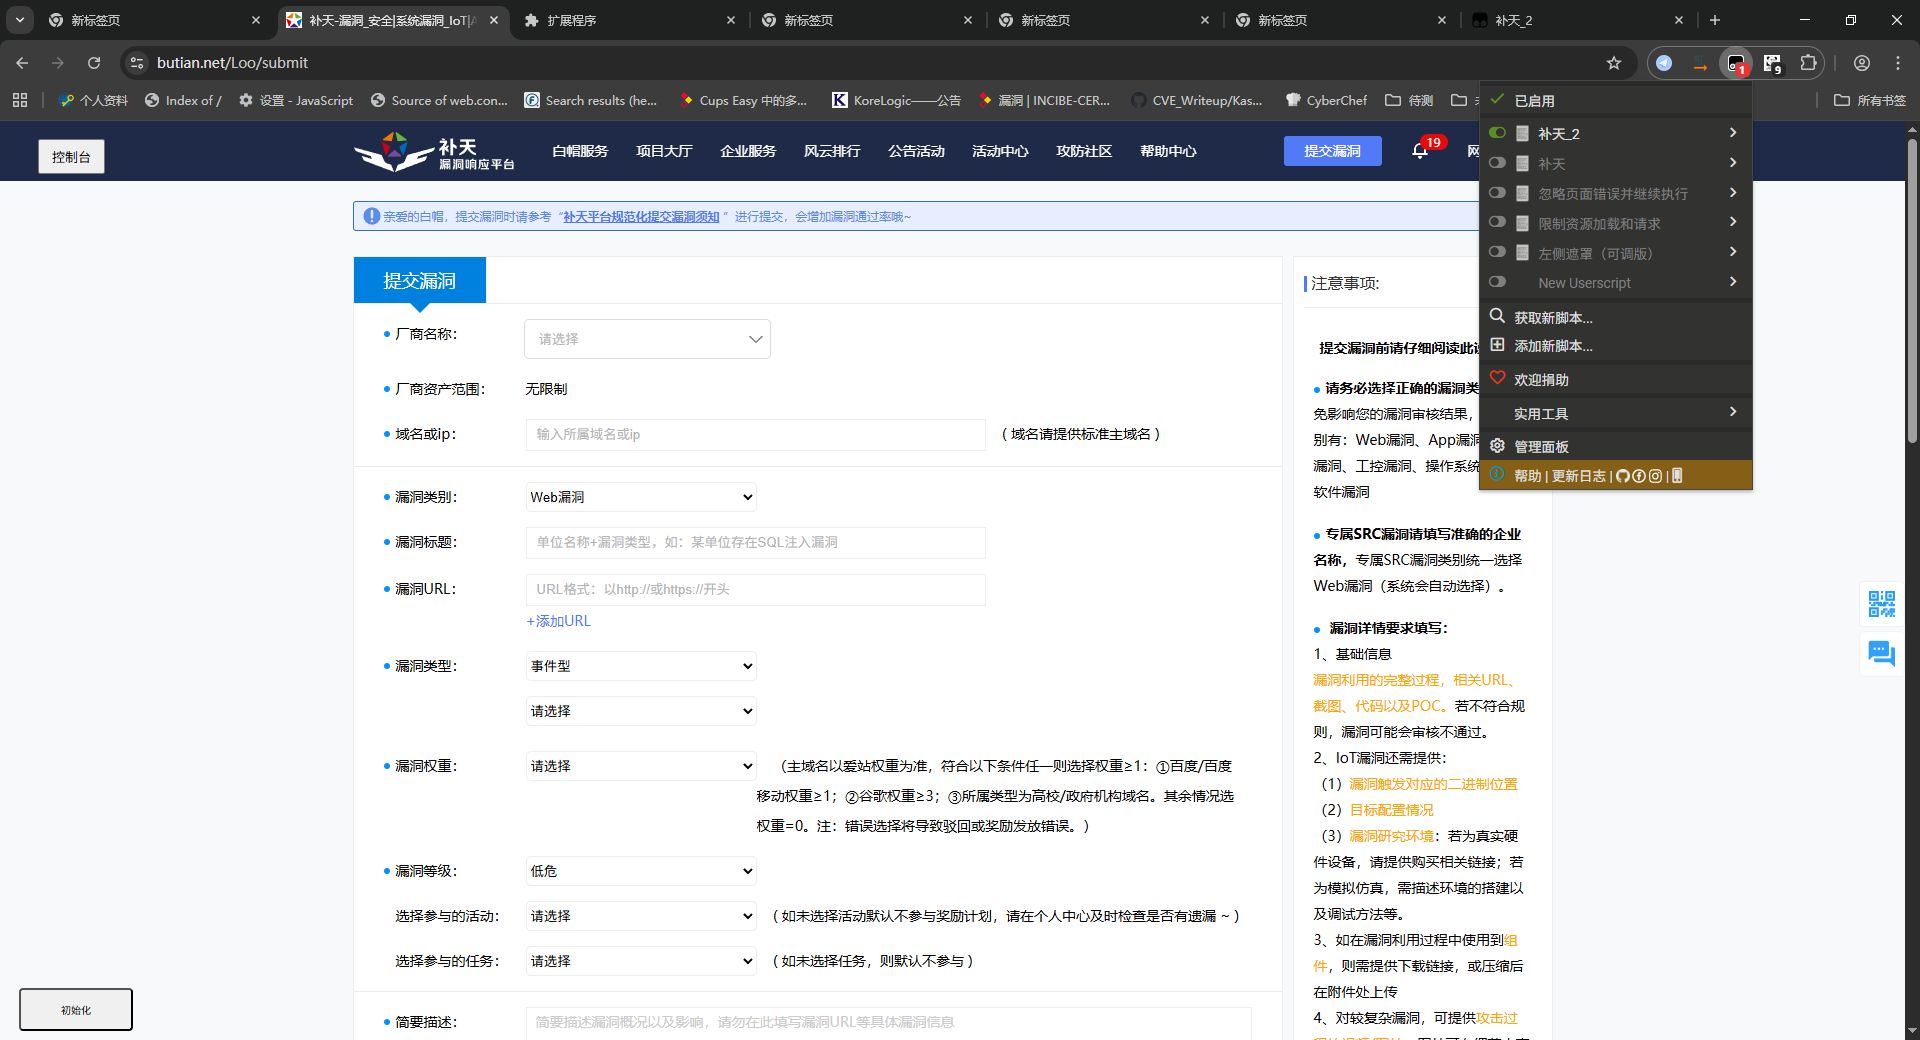 新标签页
补天-漏洞_安全|系统漏洞_IoT|
扩展程序
新标签页
新标签页
新标签页
补天_2
butian.net/Loo/submit
1
9
个人资料
Index of /
设置 - JavaScript
Source of web.con...
Search results (he...
Cups Easy 中的多...
KoreLogic——公告
漏洞 | INCIBE-CER...
CVE_Writeup/Kas...
CyberChef
待测
所有书签
控制台
补天
漏洞响应平台
白帽服务
项目大厅
企业服务
风云排行
公告活动
活动中心
攻防社区
帮助中心
提交漏洞
19
网
已启用
补天_2
补天
忽略页面错误并继续执行
限制资源加载和请求
左侧遮罩（可调版）
New Userscript
获取新脚本...
添加新脚本...
欢迎捐助
实用工具
管理面板
帮助 | 更新日志 |
亲爱的白帽，提交漏洞时请参考“补天平台规范化提交漏洞须知 ”进行提交，会增加漏洞通过率哦~
提交漏洞
厂商名称：
请选择
厂商资产范围：
无限制
域名或ip：
输入所属域名或ip
（ 域名请提供标准主域名 ）
漏洞类别：
Web漏洞
漏洞标题：
单位名称+漏洞类型，如：某单位存在SQL注入漏洞
漏洞URL：
URL格式：以http://或https://开头
+添加URL
漏洞类型：
事件型
请选择
漏洞权重：
请选择
（主域名以爱站权重为准，符合以下条件任一则选择权重≥1：①百度/百度
移动权重≥1；②谷歌权重≥3；③所属类型为高校/政府机构域名。其余情况选
权重=0。注：错误选择将导致驳回或奖励发放错误。）
漏洞等级：
低危
选择参与的活动：
请选择
（ 如未选择活动默认不参与奖励计划，请在个人中心及时检查是否有遗漏 ~ ）
选择参与的任务：
请选择
（ 如未选择任务，则默认不参与 ）
简要描述：
简要描述漏洞概况以及影响，请勿在此填写漏洞URL等具体漏洞信息
初始化
注意事项:
提交漏洞前请仔细阅读此
请务必选择正确的漏洞类
免影响您的漏洞审核结果，
别有：Web漏洞、App漏洞
漏洞、工控漏洞、操作系统
软件漏洞
专属SRC漏洞请填写准确的企业
名称，专属SRC漏洞类别统一选择
Web漏洞（系统会自动选择）。
漏洞详情要求填写：
1、基础信息
漏洞利用的完整过程，相关URL、
截图、代码以及POC。若不符合规
则，漏洞可能会审核不通过。
2、IoT漏洞还需提供：
（1）漏洞触发对应的二进制位置
（2）目标配置情况
（3）漏洞研究环境：若为真实硬
件设备，请提供购买相关链接；若
为模拟仿真，需描述环境的搭建以
及调试方法等。
3、如在漏洞利用过程中使用到组
件，则需提供下载链接，或压缩后
在附件处上传
4、对较复杂漏洞，可提供攻击过